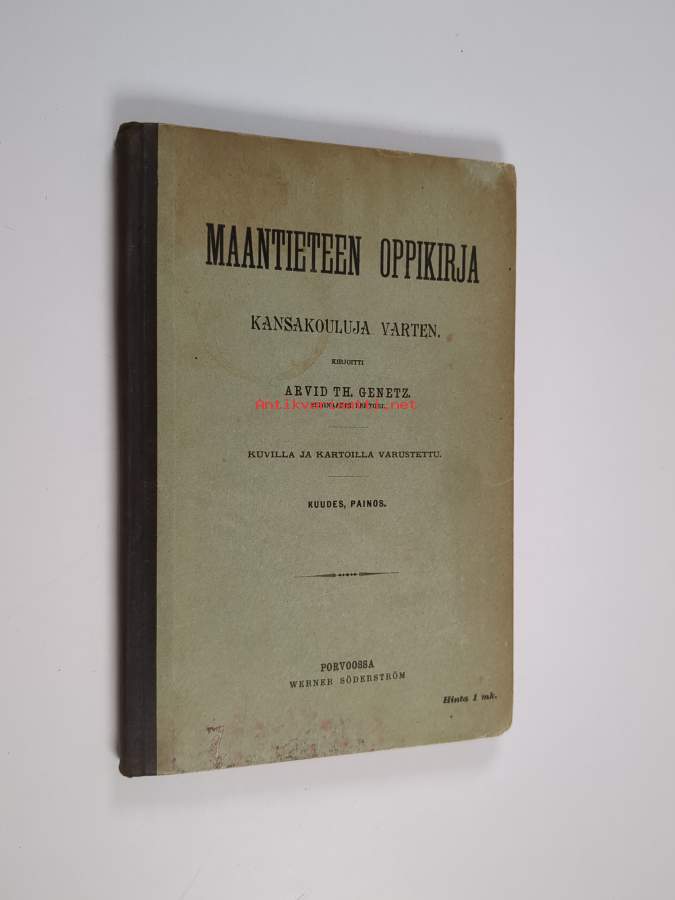 MAANTIETEEN OPPIKIRJA
KANSAKOULUJA VARTEN.
KIRJOITTI
ARVID TH. GENETZ.
Antikvariaatti.net
KUVILLA JA KARTOILLA VARUSTETTU.
KUUDES, PAINOS.
PORVOOSSA
WERNER SÖDERSTRÖM
Hinta 1 mk.